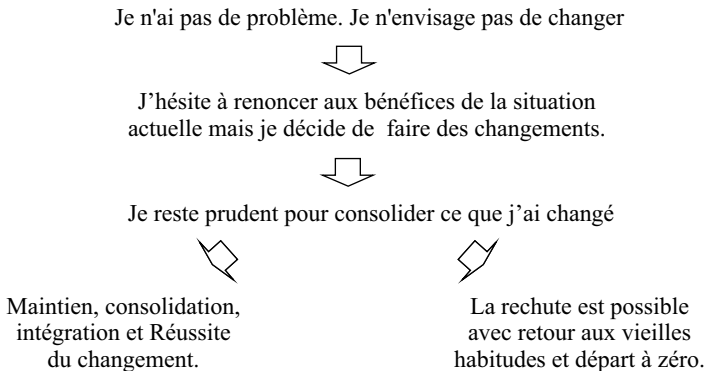 Je n'ai pas de problème. Je n'envisage pas de changer
J’hésite à renoncer aux bénéfices de la situation
actuelle mais je décide de faire des changements.
Je reste prudent pour consolider ce que j’ai changé
Maintien, consolidation,
intégration et Réussite
du changement.
La rechute est possible
avec retour aux vieilles
habitudes et départ à zéro.